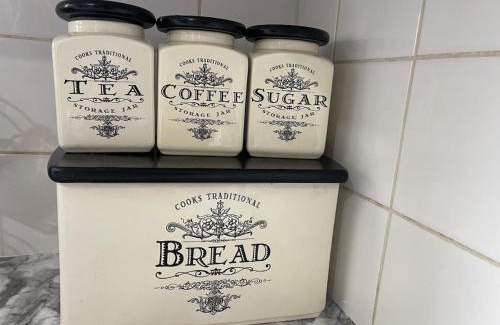 COOKS TRADITIONAL
TEA
STORAGE JAR
COOKS TRADITIONAL
COFFEE
STORAGE JAR
COOKS TRADITIONAL
SUGAR
STORAGE JAR
COOKS TRADITIONAL
BREAD